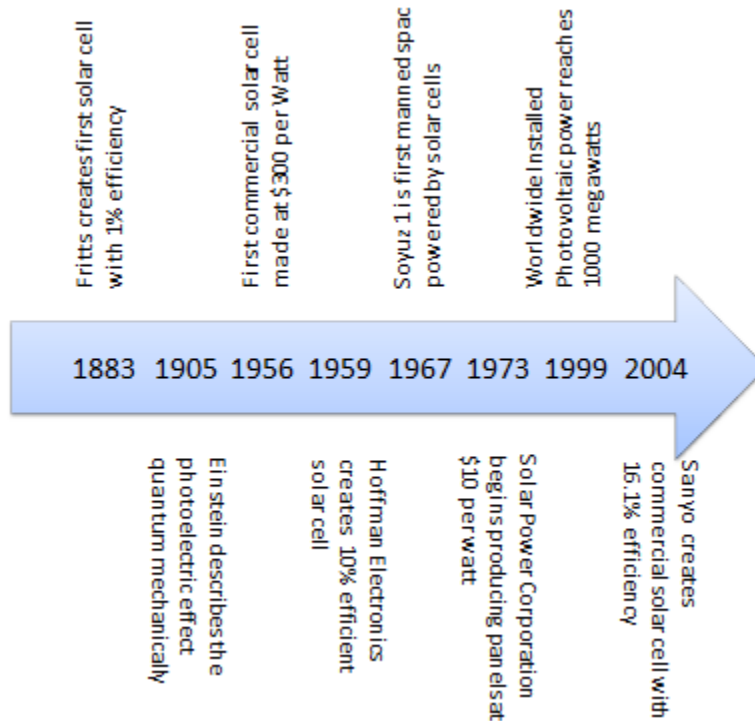 Fritts creates first solar cell
with 1% efficiency
First commercial solar cell
made at $300 per Watt
Soyuz 1 is first manned spac
powered by solar cells
Worldwide Installed
Photovoltaic power reaches
1000 megawatts
1883 1905 1956 1959 1967 1973 1999 2004
Einstein describes the
photoelectric effect
quantum mechanically
Hoffman Electronics
creates 10% efficient
solar cell
Solar Power Corporation
begins producing panels at
$10 per watt
Sanyo creates
commercial solar cell with
16.1% efficiency